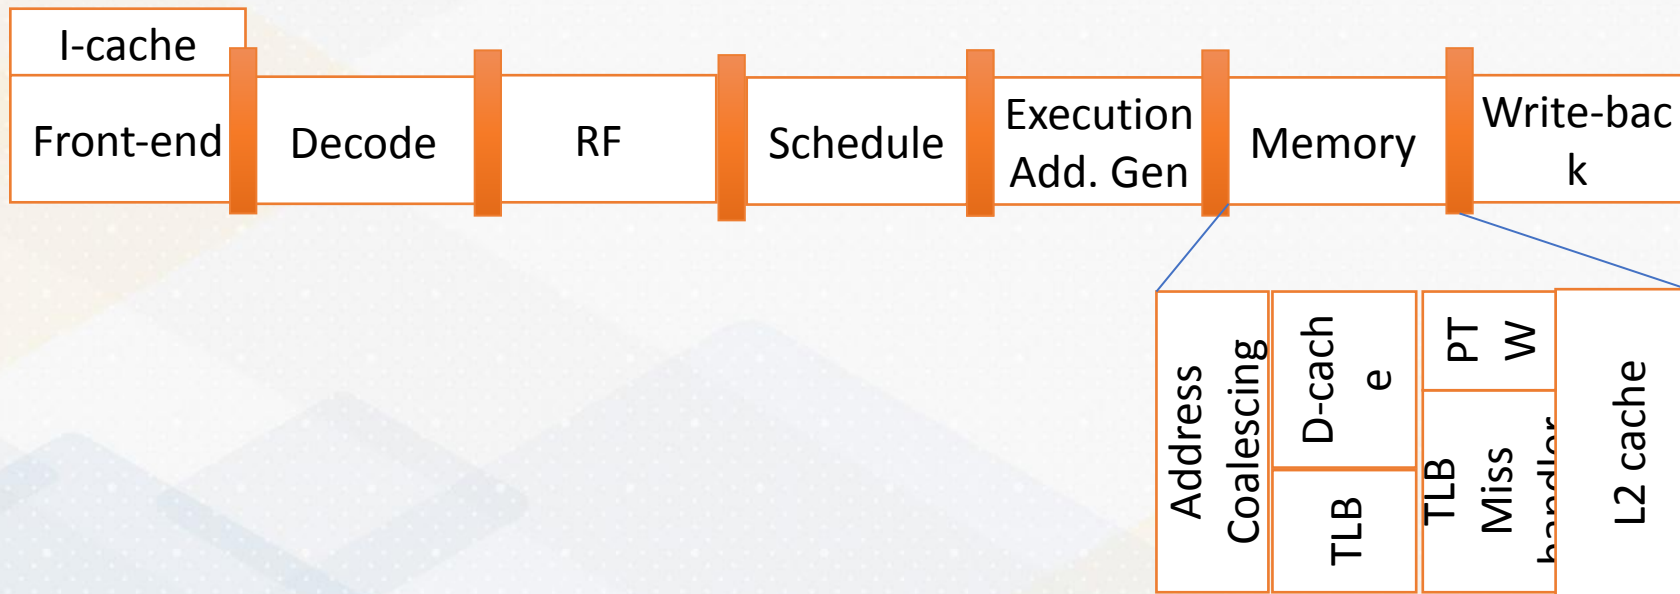 I-cache
Front-end
Decode
RF
Schedule
Execution
Add. Gen
Memory
Write-bac
k
Address
Coalescing
D-cach
e
TLB
PT
W
TLB
Miss
handler
L2 cache